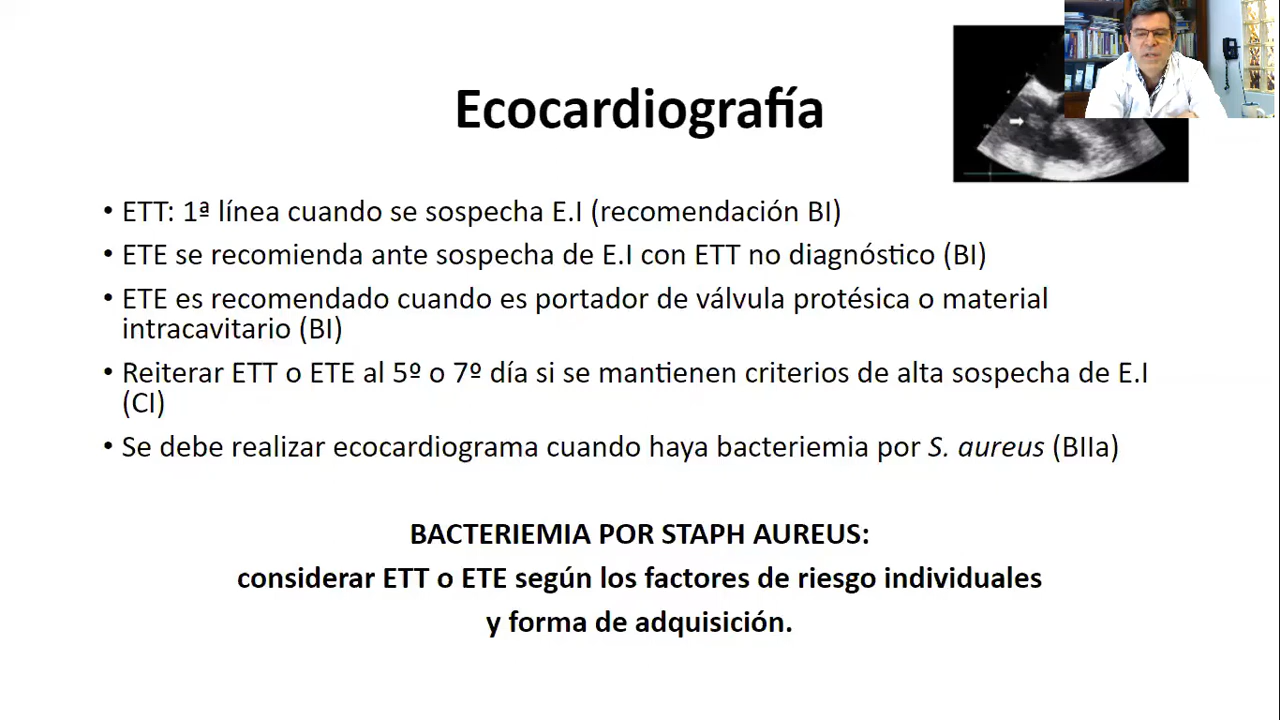 Ecocardiografía
• ETT: 1ª línea cuando se sospecha E.I (recomendación BI)
• ETE se recomienda ante sospecha de E.I con ETT no diagnóstico (BI)
• ETE es recomendado cuando es portador de válvula protésica o material
intracavitario (BI)
• Reiterar ETT o ETE al 5º o 7º día si se mantienen criterios de alta sospecha de E.I
(CI)
• Se debe realizar ecocardiograma cuando haya bacteriemia por S. aureus (BIIa)
BACTERIEMIA POR STAPH AUREUS:
considerar ETT o ETE según los factores de riesgo individuales
y forma de adquisición.